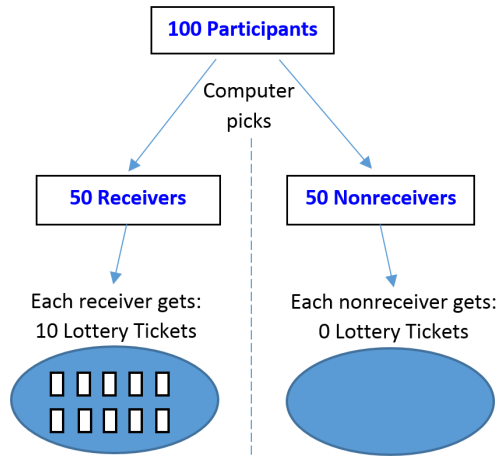 100 Participants
Computer
picks
50 Receivers
50 Nonreceivers
Each receiver gets:
10 Lottery Tickets
Each nonreceiver gets:
0 Lottery Tickets